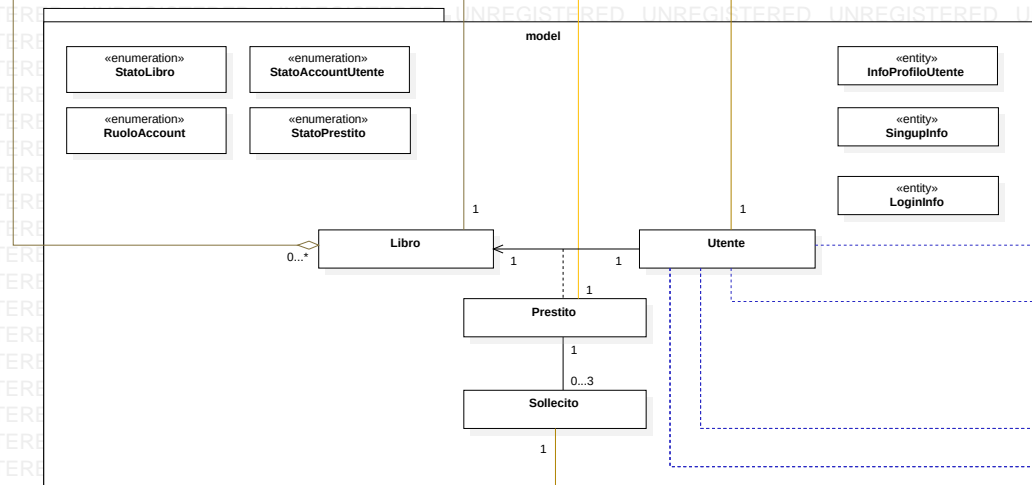 UNREGISTERED UNREGISTERED UNREGISTERED
model
«enumeration»
StatoLibro
«enumeration»
StatoAccountUtente
«entity»
InfoProfiloUtente
«enumeration»
RuoloAccount
«enumeration»
StatoPrestito
«entity»
SingupInfo
«entity»
LoginInfo
1
1
Libro
Utente
0...*
1
1
1
Prestito
1
0...3
Sollecito
1